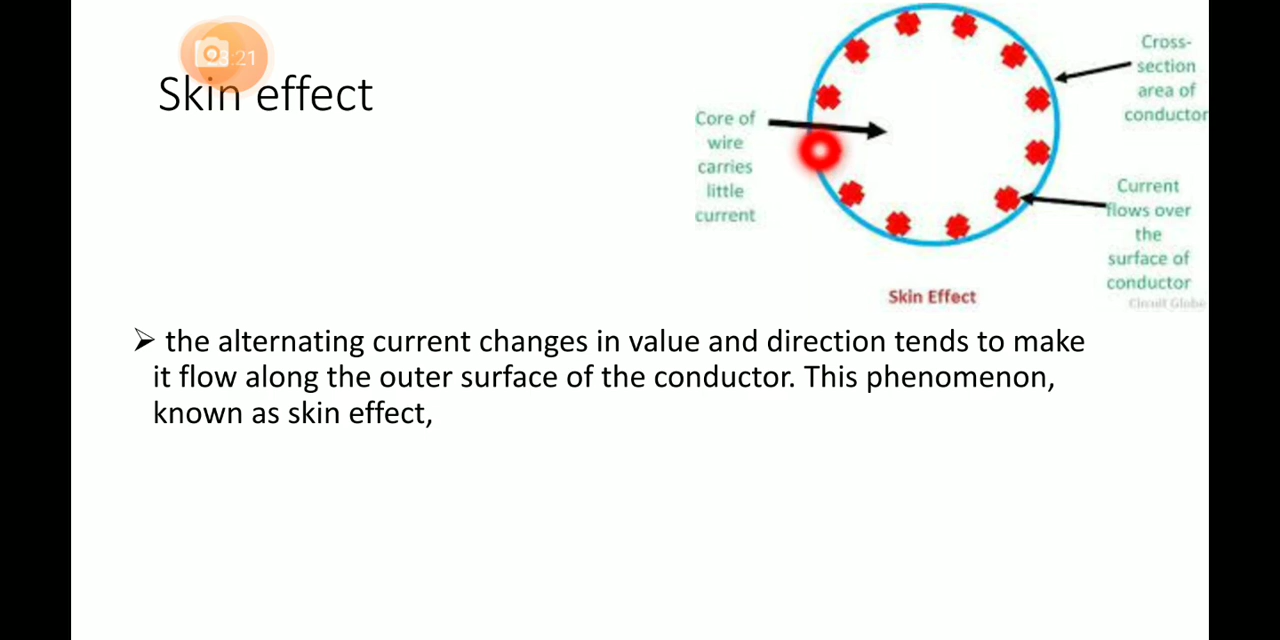 Skin effect
Core of
wire
carries
little
current
Cross-
section
area of
conductor
Current
flows over
the
surface of
conductor
Skin Effect
Circuit Globe
➢ the alternating current changes in value and direction tends to make
it flow along the outer surface of the conductor. This phenomenon,
known as skin effect,